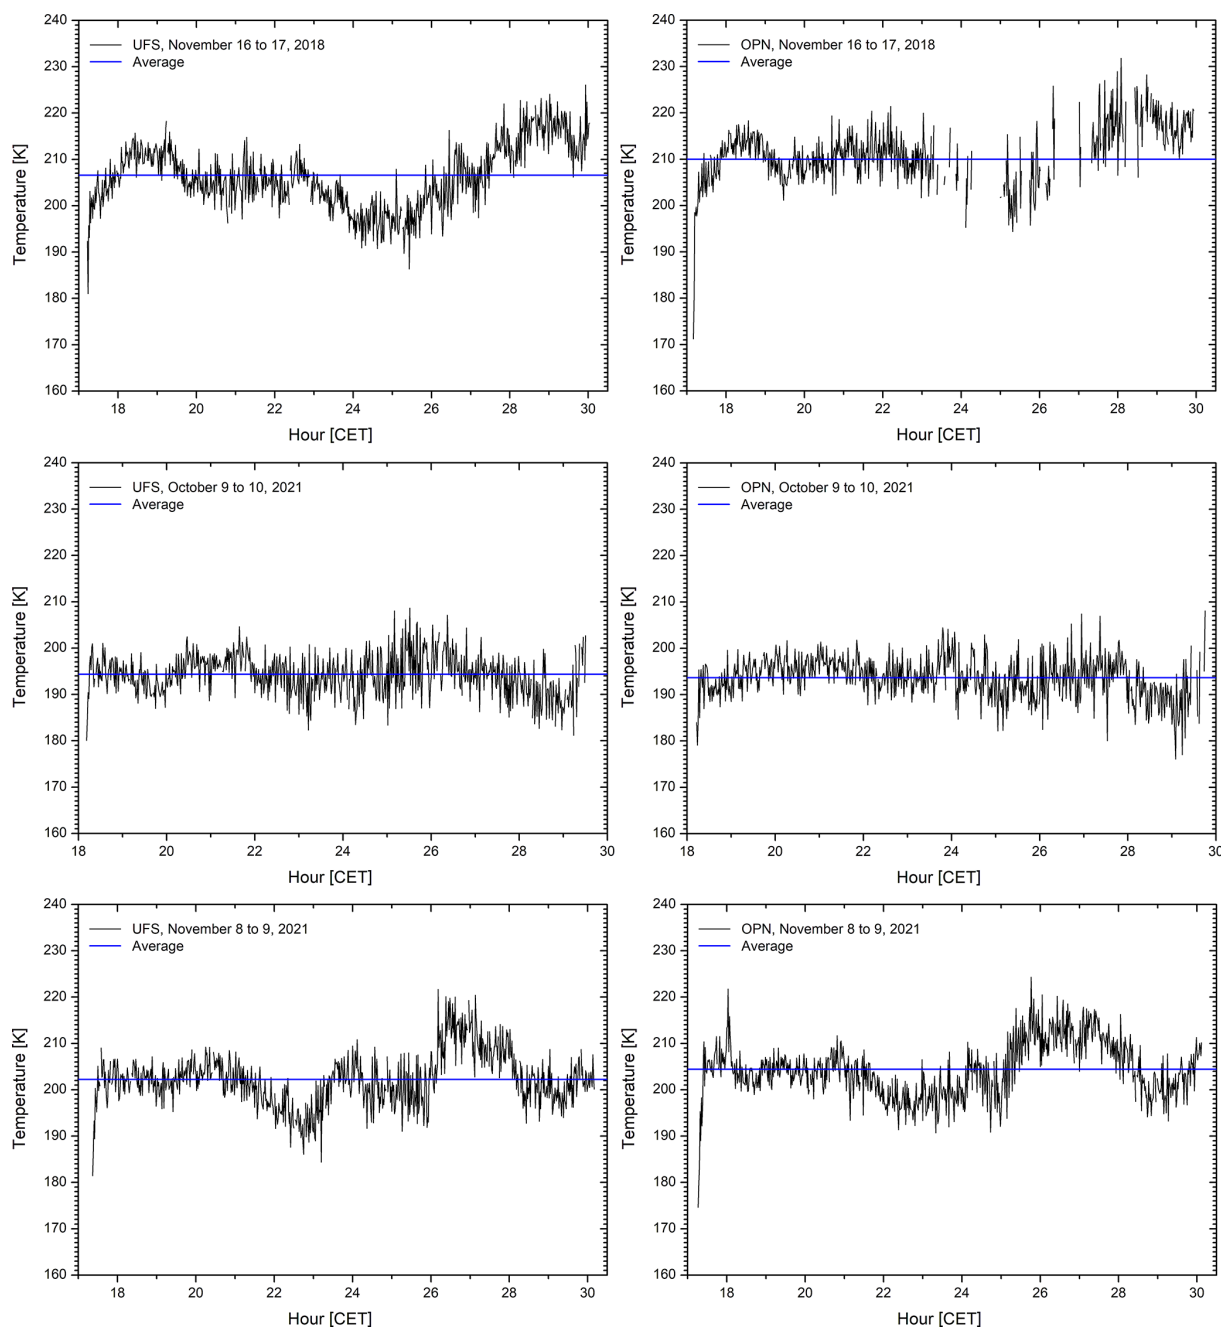 UFS, November 16 to 17, 2018
Average
Temperature [K]
240
230
220
210
200
190
180
170
160
18 20 22 24 26 28 30
Hour [CET]
OPN, November 16 to 17, 2018
Average
Temperature [K]
240
230
220
210
200
190
180
170
160
18 20 22 24 26 28 30
Hour [CET]
UFS, October 9 to 10, 2021
Average
Temperature [K]
240
230
220
210
200
190
180
170
160
18 20 22 24 26 28 30
Hour [CET]
OPN, October 9 to 10, 2021
Average
Temperature [K]
240
230
220
210
200
190
180
170
160
18 20 22 24 26 28 30
Hour [CET]
UFS, November 8 to 9, 2021
Average
Temperature [K]
240
230
220
210
200
190
180
170
160
18 20 22 24 26 28 30
Hour [CET]
OPN, November 8 to 9, 2021
Average
Temperature [K]
240
230
220
210
200
190
180
170
160
18 20 22 24 26 28 30
Hour [CET]